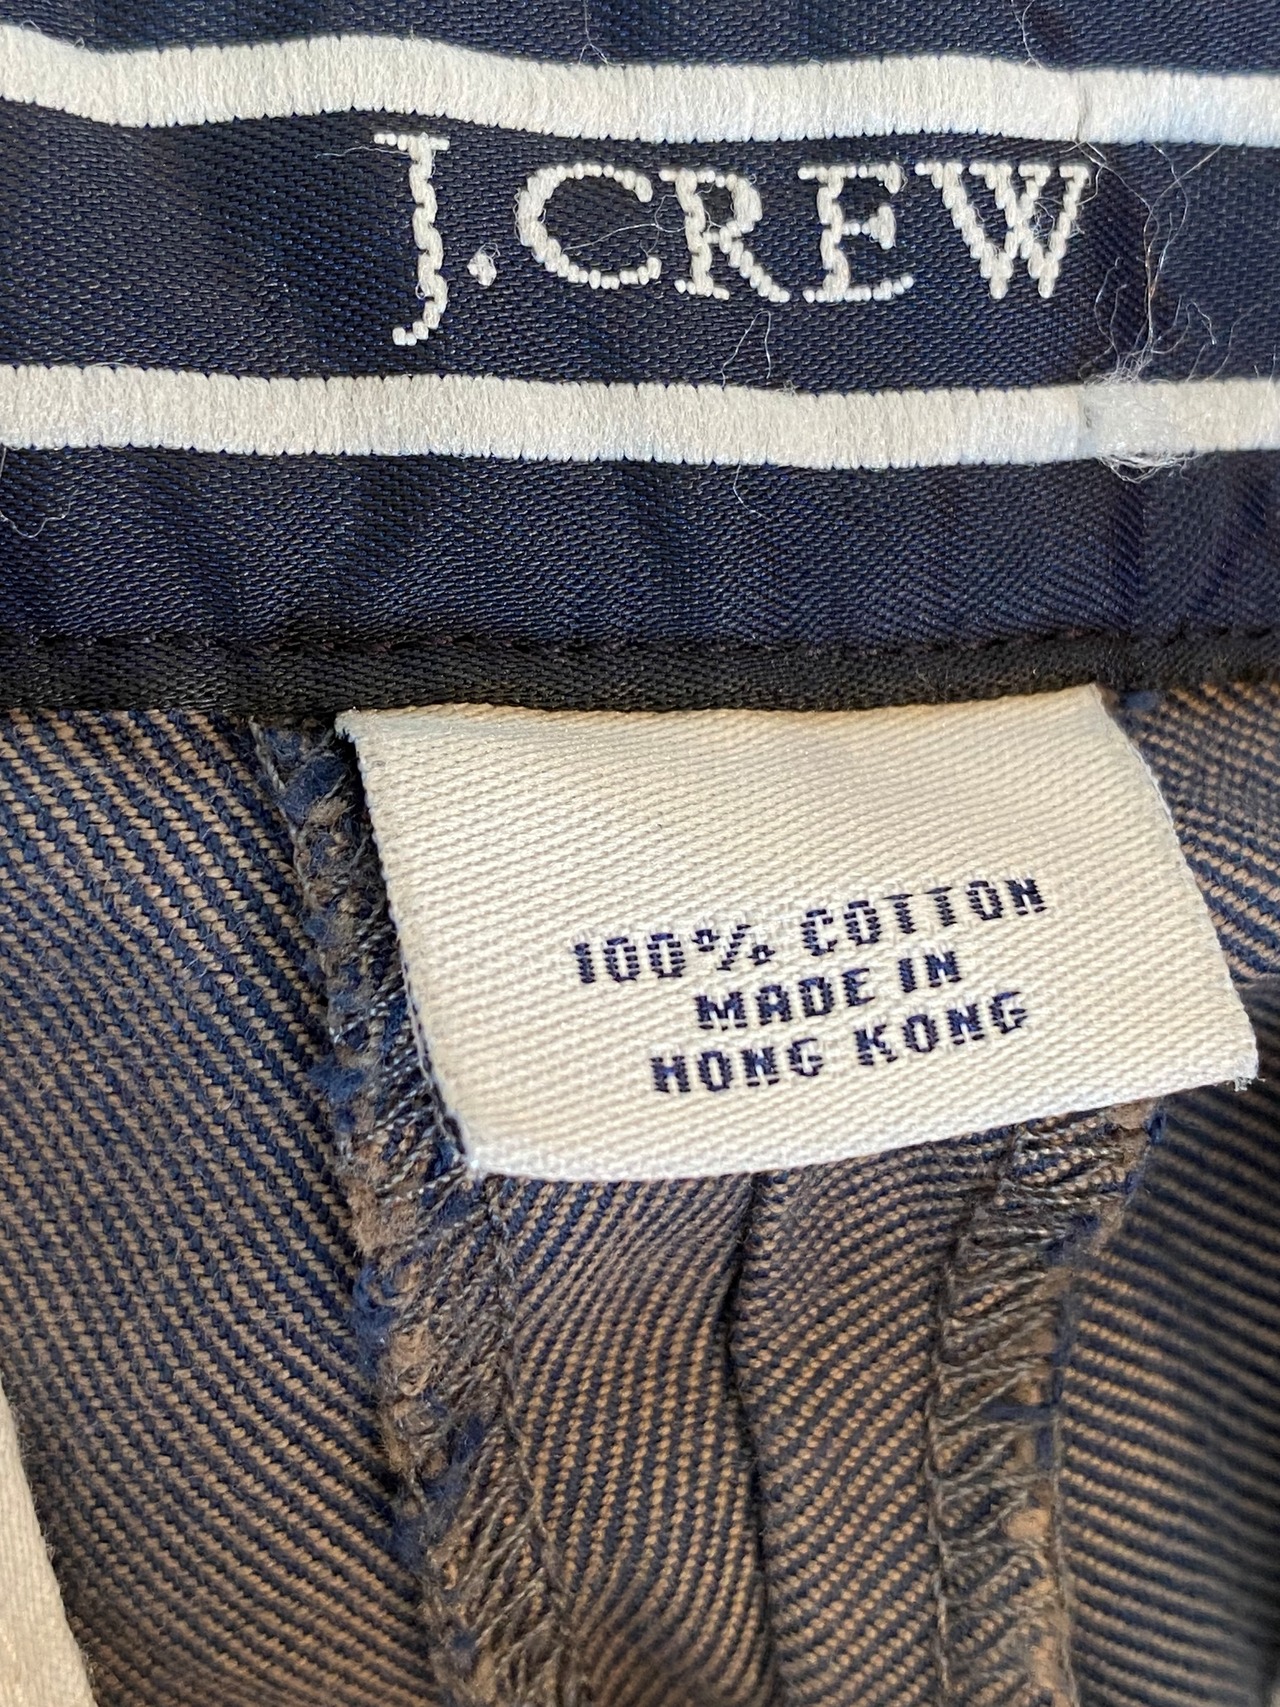 J.CREW
100% COTTON
MADE IN
HONG KONG